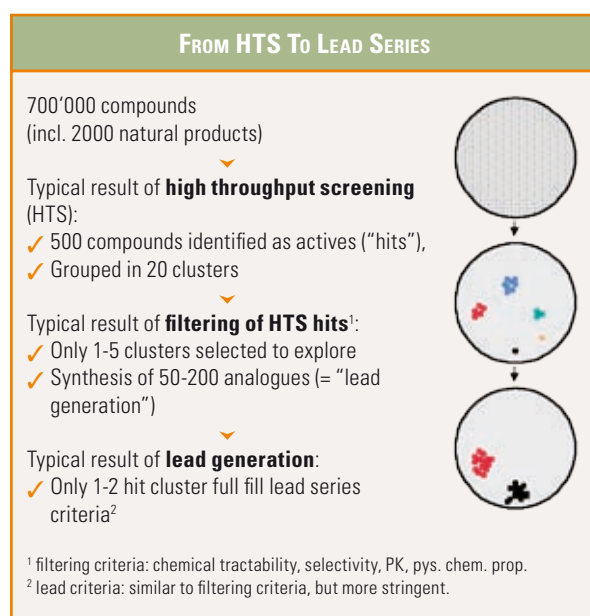 FROM HTS TO LEAD SERIES
700'000 compounds
(incl. 2000 natural products)
Typical result of high throughput screening
(HTS):
✓ 500 compounds identified as actives (“hits”),
✓ Grouped in 20 clusters
Typical result of filtering of HTS hits¹:
✓ Only 1-5 clusters selected to explore
✓ Synthesis of 50-200 analogues (= “lead
generation”)
Typical result of lead generation:
✓ Only 1-2 hit cluster full fill lead series
criteria²
¹ filtering criteria: chemical tractability, selectivity, PK, pys. chem. prop.
² lead criteria: similar to filtering criteria, but more stringent.